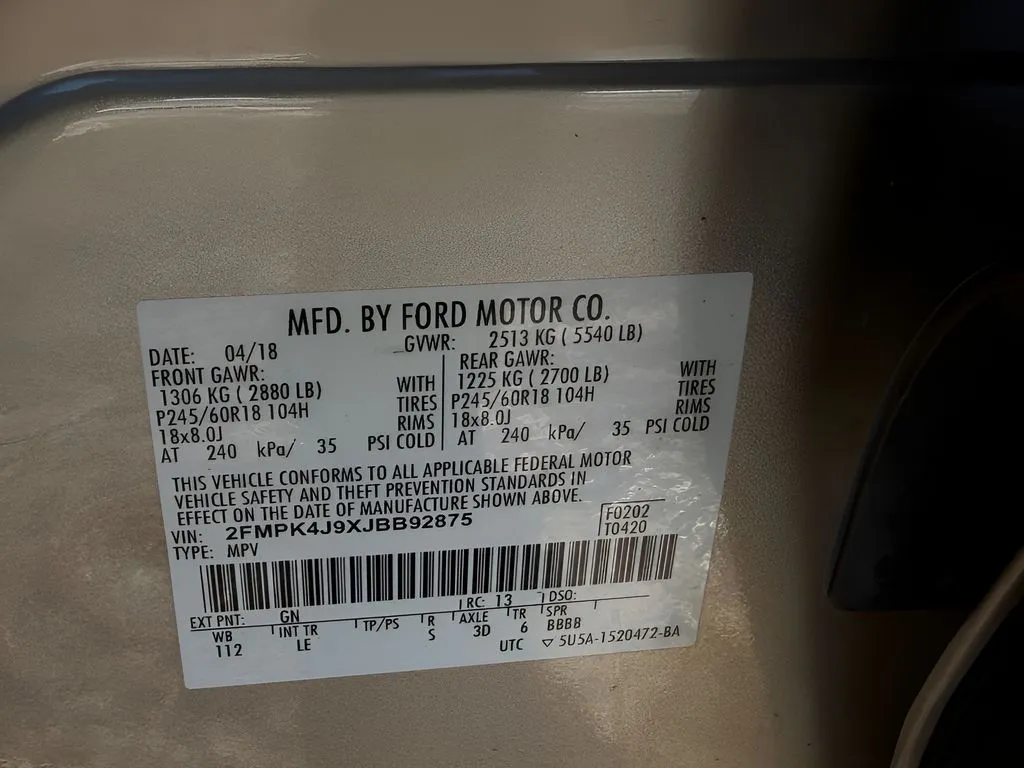 MFD. BY FORD MOTOR CO.
DATE: 04/18 GVWR: 2513 KG ( 5540 LB)
FRONT GAWR: REAR GAWR:
1306 KG ( 2880 LB) WITH 1225 KG ( 2700 LB) WITH
P245/60R18 104H TIRES P245/60R18 104H TIRES
18x8.0J RIMS 18x8.0J RIMS
AT 240 kPa/ 35 PSI COLD AT 240 kPa/ 35 PSI COLD
THIS VEHICLE CONFORMS TO ALL APPLICABLE FEDERAL MOTOR
VEHICLE SAFETY AND THEFT PREVENTION STANDARDS IN
EFFECT ON THE DATE OF MANUFACTURE SHOWN ABOVE.
VIN: 2FMPK4J9XJBB92875 F0202
TYPE: MPV T0420
EXT PNT: GN RC: 13 DSO:
WB INT TR TP/PS R AXLE TR SPR
112 LE S 3D 6 BBBB
UTC ▽ 5U5A-1520472-BA